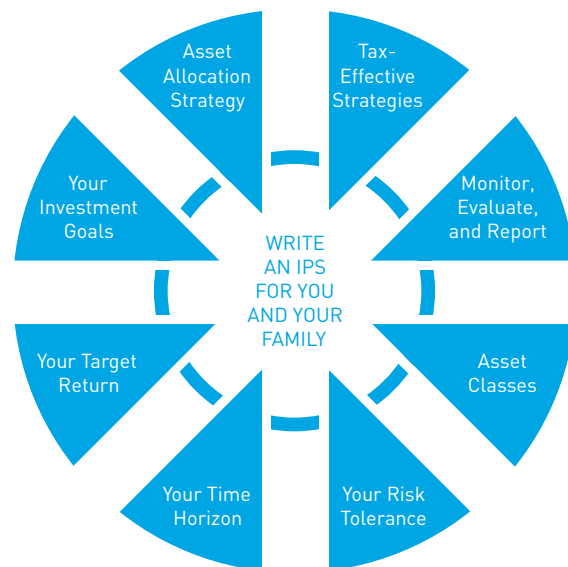 Asset
Allocation
Strategy
Tax-
Effective
Strategies
Your
Investment
Goals
Monitor,
Evaluate,
and Report
WRITE
AN IPS
FOR YOU
AND YOUR
FAMILY
Your Target
Return
Asset
Classes
Your Time
Horizon
Your Risk
Tolerance